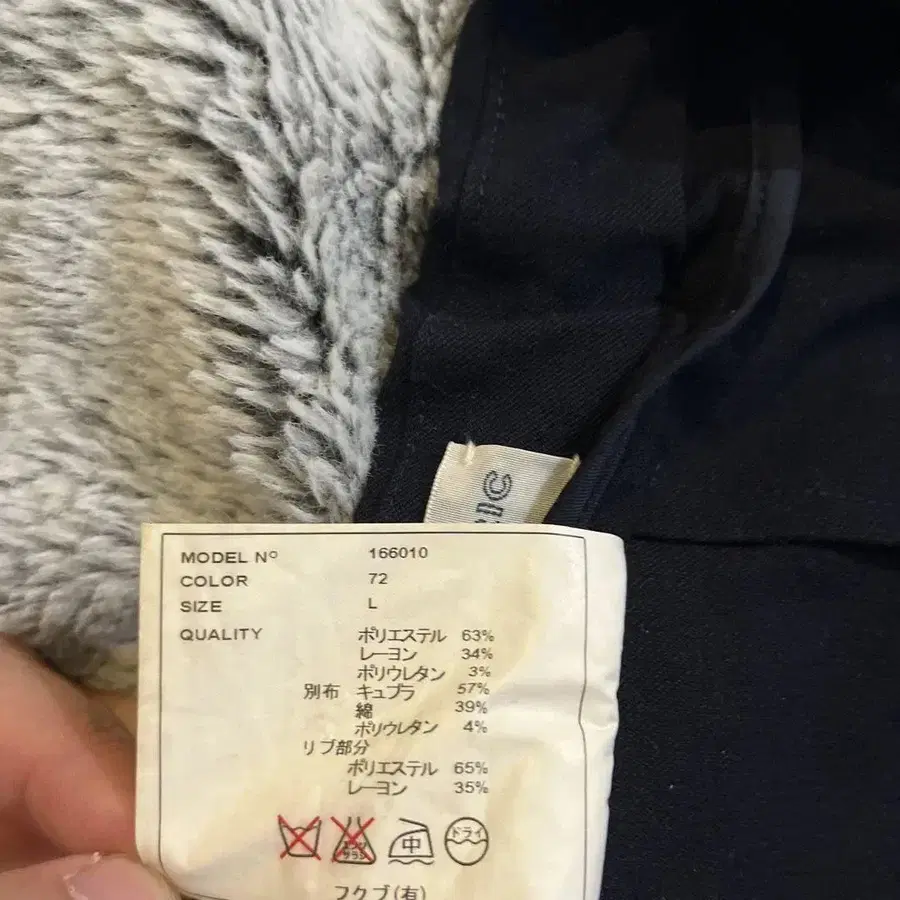 MODEL Nº 166010
COLOR 72
SIZE L
QUALITY ポリエステル 63%
レーヨン 34%
ポリウレタン 3%
別布 キュプラ 57%
綿 39%
ポリウレタン 4%
リブ部分
ポリエステル 65%
レーヨン 35%
中 ドライ
フクブ(有)